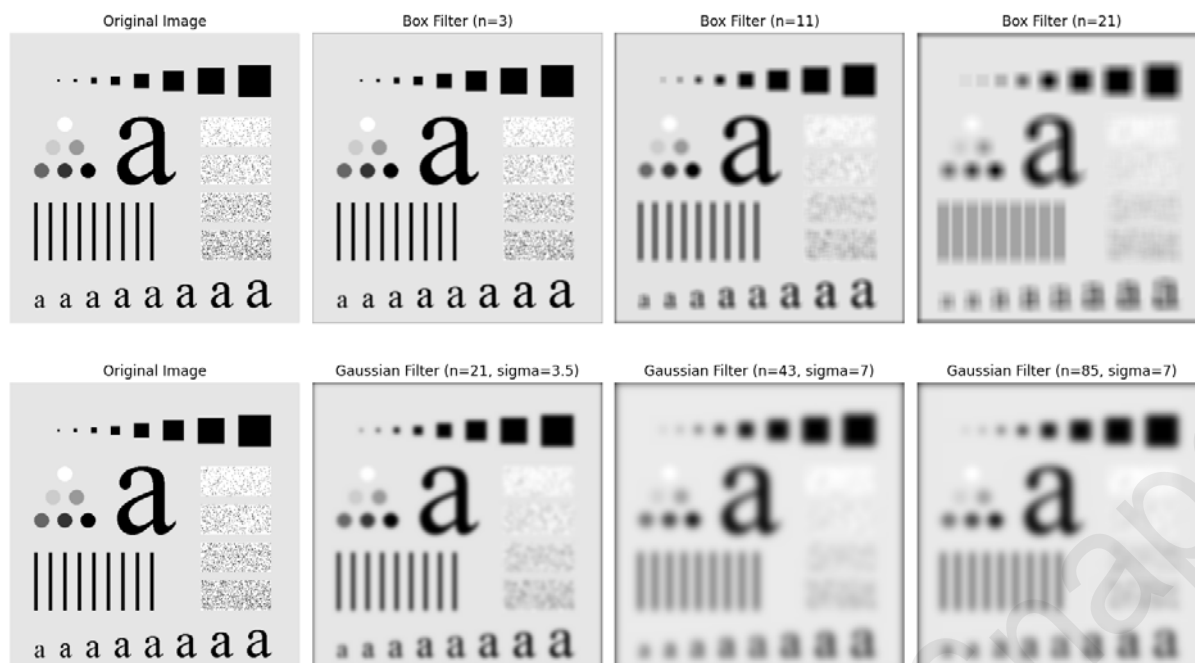 Original Image
Box Filter (n=3)
Box Filter (n=11)
Box Filter (n=21)
a
a
a
a
a a a a a a a a
a a a a a a a a
a a a a a a a a
a a a a a a a a
Original Image
Gaussian Filter (n=21, sigma=3.5)
Gaussian Filter (n=43, sigma=7)
Gaussian Filter (n=85, sigma=7)
a
a
a
a
a a a a a a a a
a a a a a a a a
a a a a a a a a
a a a a a a a a